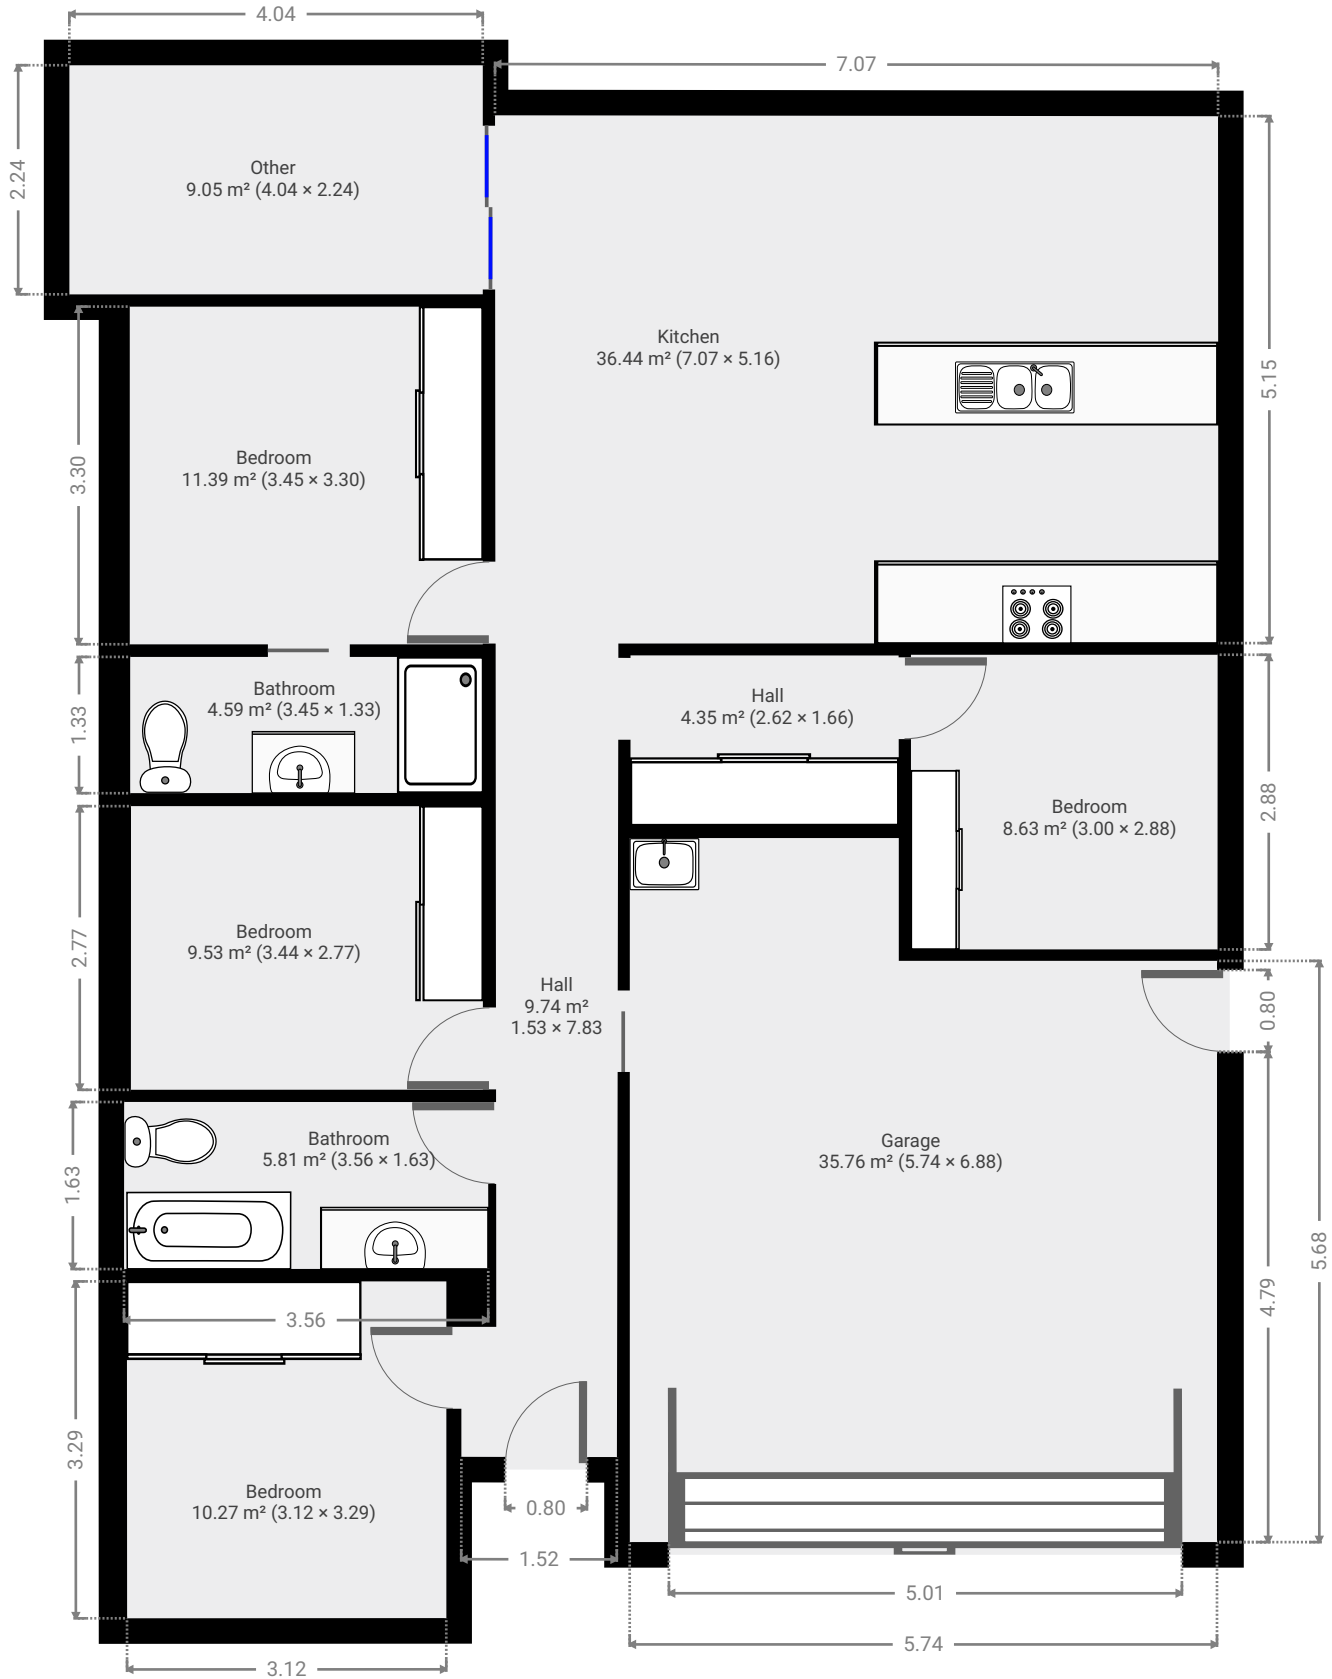 4.04
7.07
2.24
Other
9.05 m² (4.04 × 2.24)
Kitchen
36.44 m² (7.07 × 5.16)
5.15
3.30
Bedroom
11.39 m² (3.45 × 3.30)
1.33
Bathroom
4.59 m² (3.45 × 1.33)
Hall
4.35 m² (2.62 × 1.66)
Bedroom
8.63 m² (3.00 × 2.88)
2.88
2.77
Bedroom
9.53 m² (3.44 × 2.77)
Hall
9.74 m²
1.53 × 7.83
0.80
1.63
Bathroom
5.81 m² (3.56 × 1.63)
Garage
35.76 m² (5.74 × 6.88)
5.68
4.79
3.56
3.29
Bedroom
10.27 m² (3.12 × 3.29)
0.80
1.52
5.01
5.74
3.12